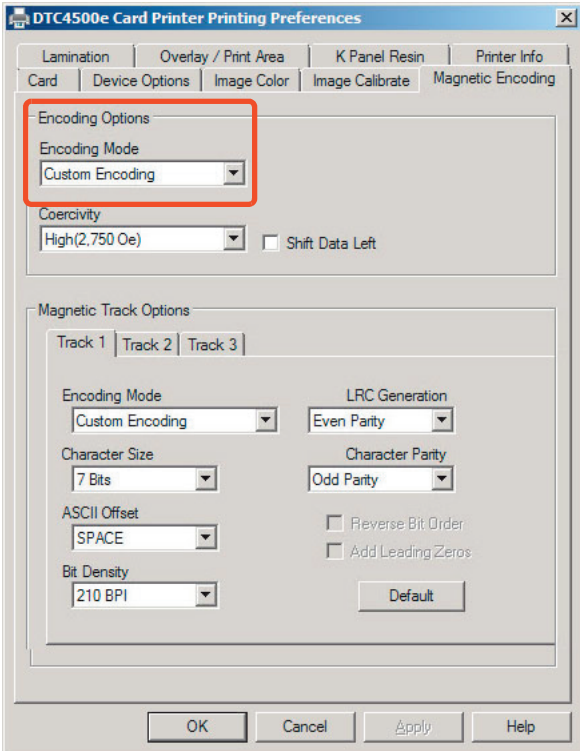 DTC4500e Card Printer Printing Preferences
Lamination Overlay / Print Area K Panel Resin Printer Info
Card Device Options Image Color Image Calibrate Magnetic Encoding
Encoding Options
Encoding Mode
Custom Encoding
Coercivity
High(2,750 Oe) Shift Data Left
Magnetic Track Options
Track 1 Track 2 Track 3
Encoding Mode LRC Generation
Custom Encoding Even Parity
Character Size Character Parity
7 Bits Odd Parity
ASCII Offset Reverse Bit Order
SPACE Add Leading Zeros
Bit Density
210 BPI Default
OK Cancel Apply Help